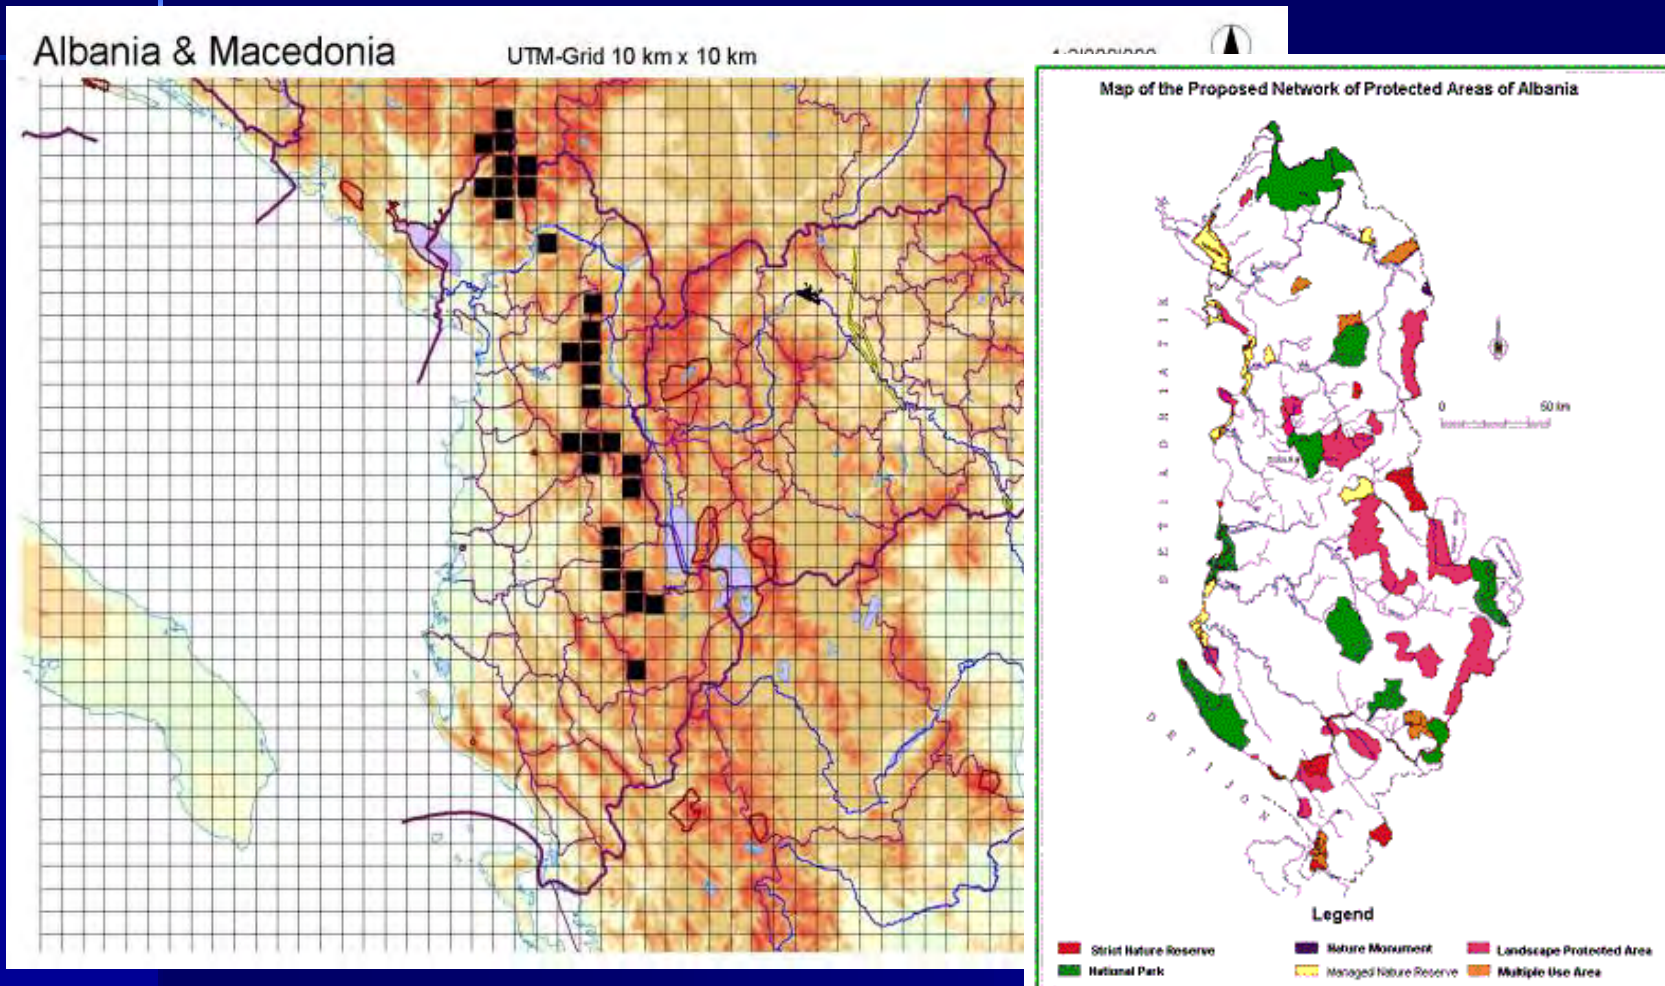 Albania & Macedonia
UTM-Grid 10 km x 10 km
Map of the Proposed Network of Protected Areas of Albania
0 50 km
Legend
Strict Nature Reserve
National Park
Nature Monument
Managed Nature Reserve
Landscape Protected Area
Multiple Use Area